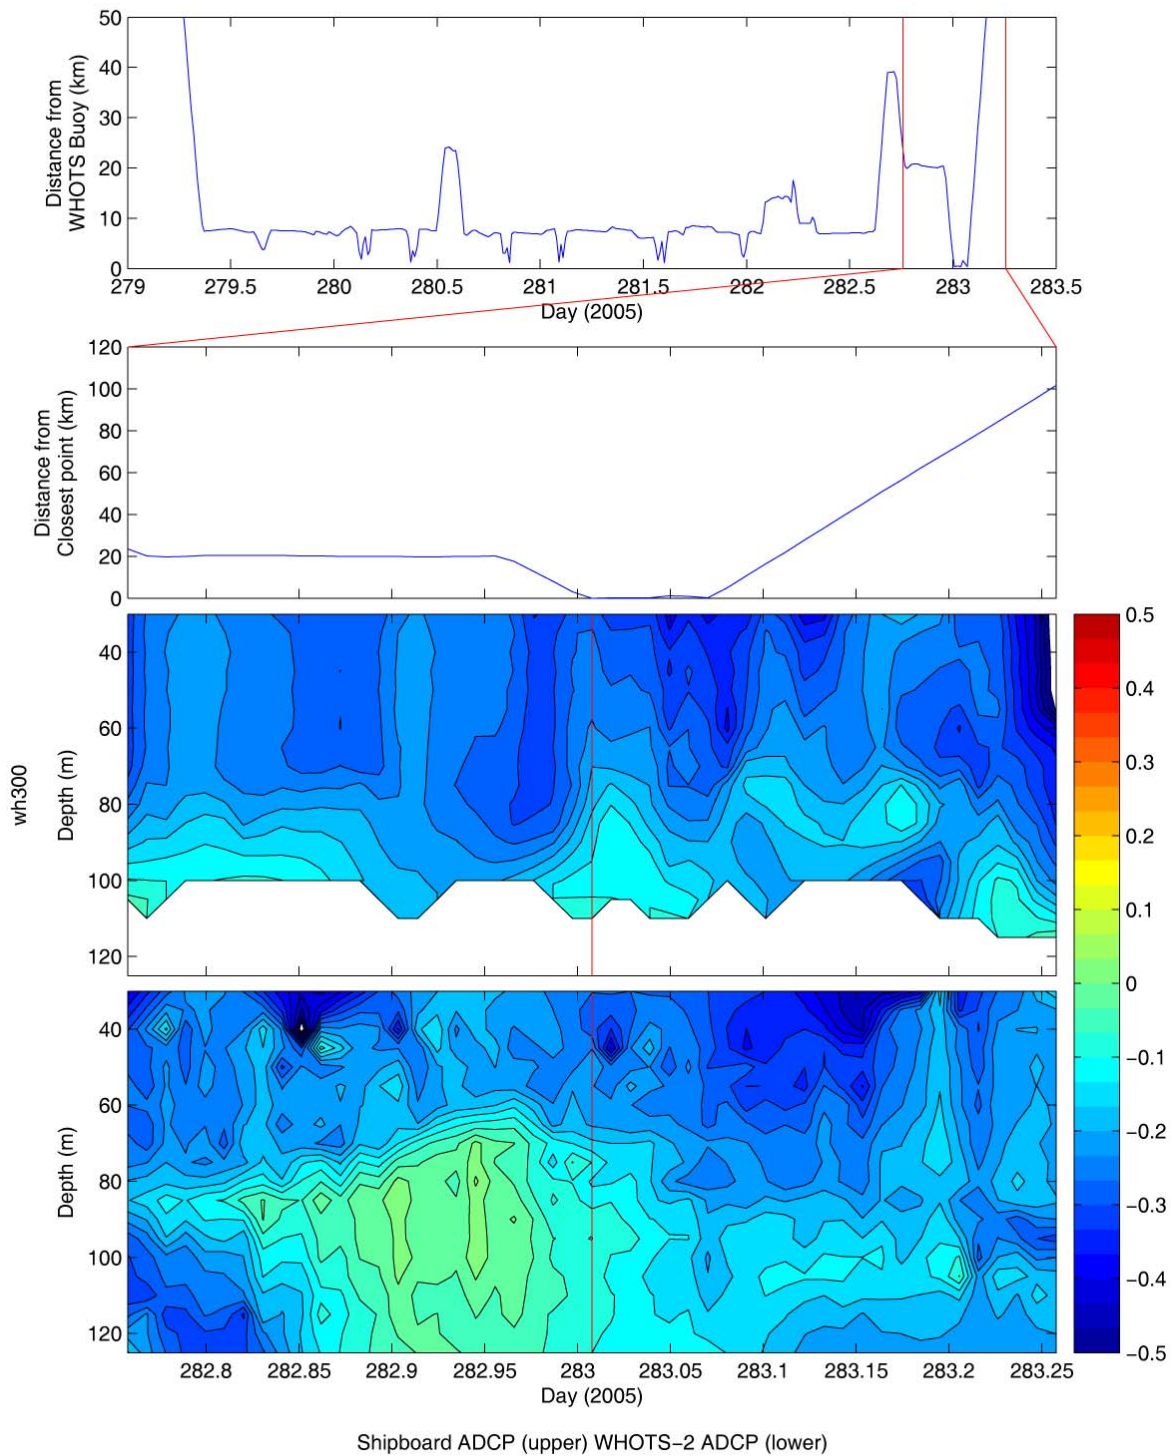 50
40
30
20
10
0
Distance from
WHOTS Buoy (km)
279 279.5 280 280.5 281 281.5 282 282.5 283 283.5
Day (2005)
120
100
80
60
40
20
0
Distance from
Closest point (km)
wh300
Depth (m)
40
60
80
100
120
0.5
0.4
0.3
0.2
0.1
0
−0.1
−0.2
−0.3
−0.4
−0.5
Depth (m)
40
60
80
100
120
282.8 282.85 282.9 282.95 283 283.05 283.1 283.15 283.2 283.25
Day (2005)
Shipboard ADCP (upper) WHOTS−2 ADCP (lower)